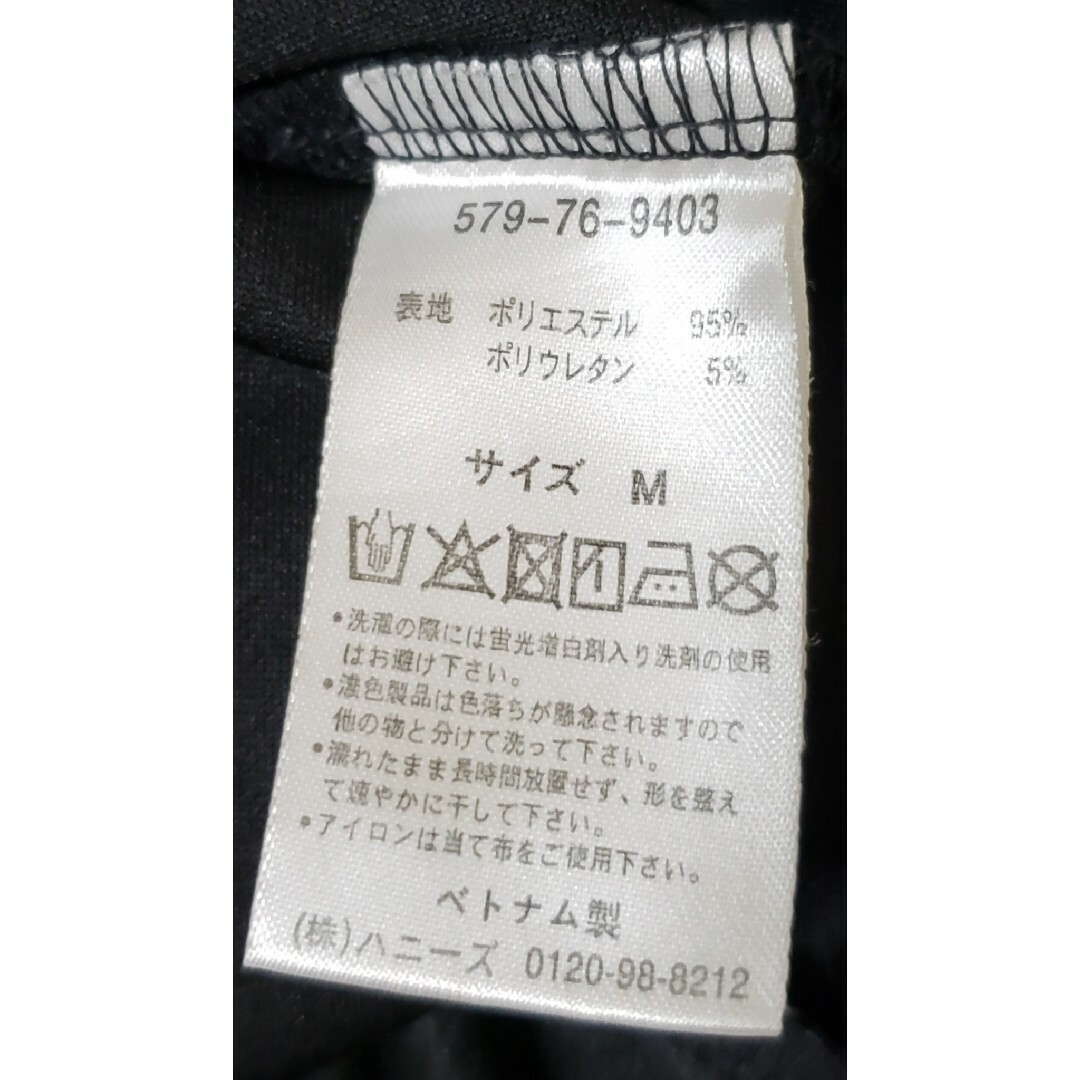 579-76-9403
表地 ポリエステル 95%
ポリウレタン 5%
サイズ M
•洗濯の際には蛍光増白剤入り洗剤の使用
はお避け下さい。
•濃色製品は色落ちが懸念されますので
他の物と分けて洗って下さい。
•濡れたまま長時間放置せず、形を整え
て速やかに干して下さい。
•アイロンは当て布をご使用下さい。
ベトナム製
(株)ハニーズ 0120-98-8212